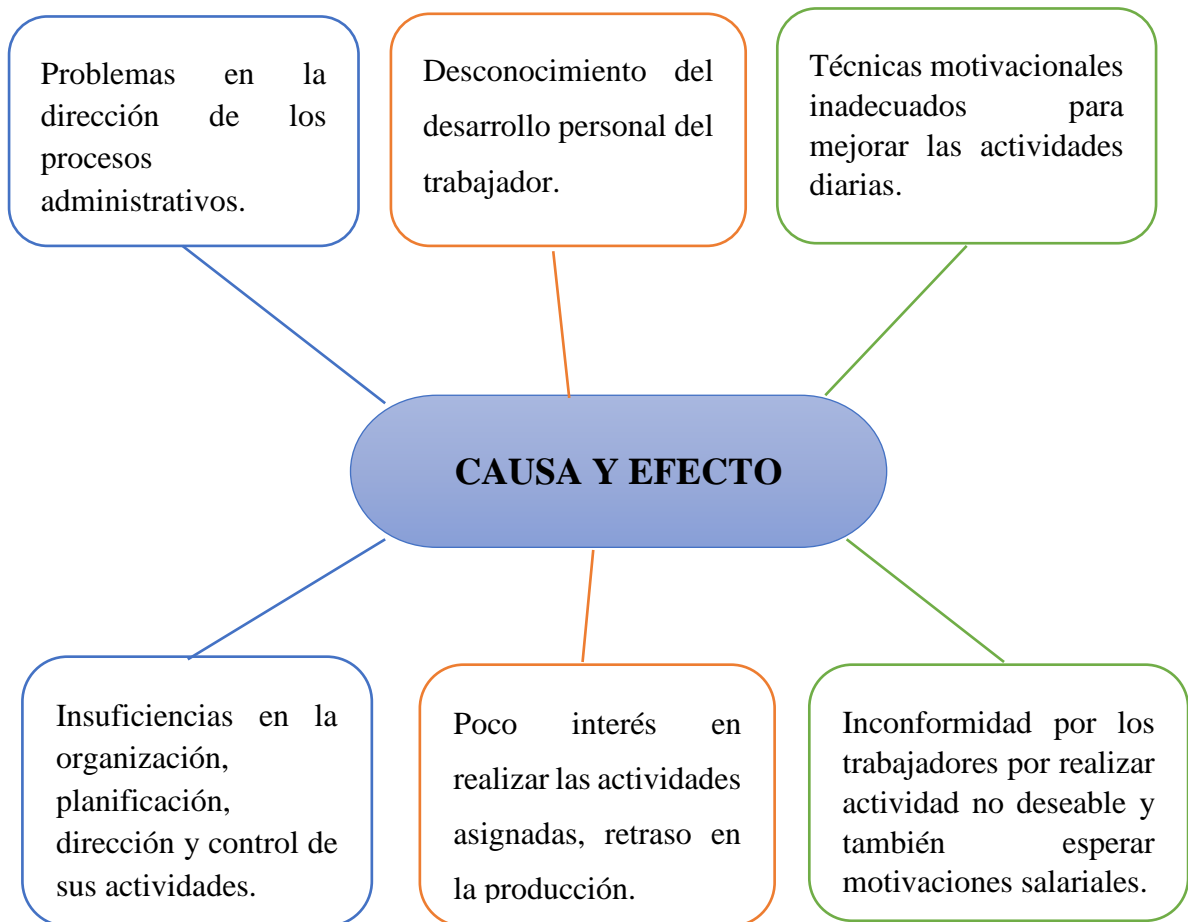 Problemas en la
dirección de los
procesos
administrativos.
Desconocimiento del
desarrollo personal del
trabajador.
Técnicas motivacionales
inadecuados para
mejorar las actividades
diarias.
CAUSA Y EFECTO
Insuficiencias en la
organización,
planificación,
dirección y control de
sus actividades.
Poco interés en
realizar las actividades
asignadas, retraso en
la producción.
Inconformidad por los
trabajadores por realizar
actividad no deseable y
también esperar
motivaciones salariales.